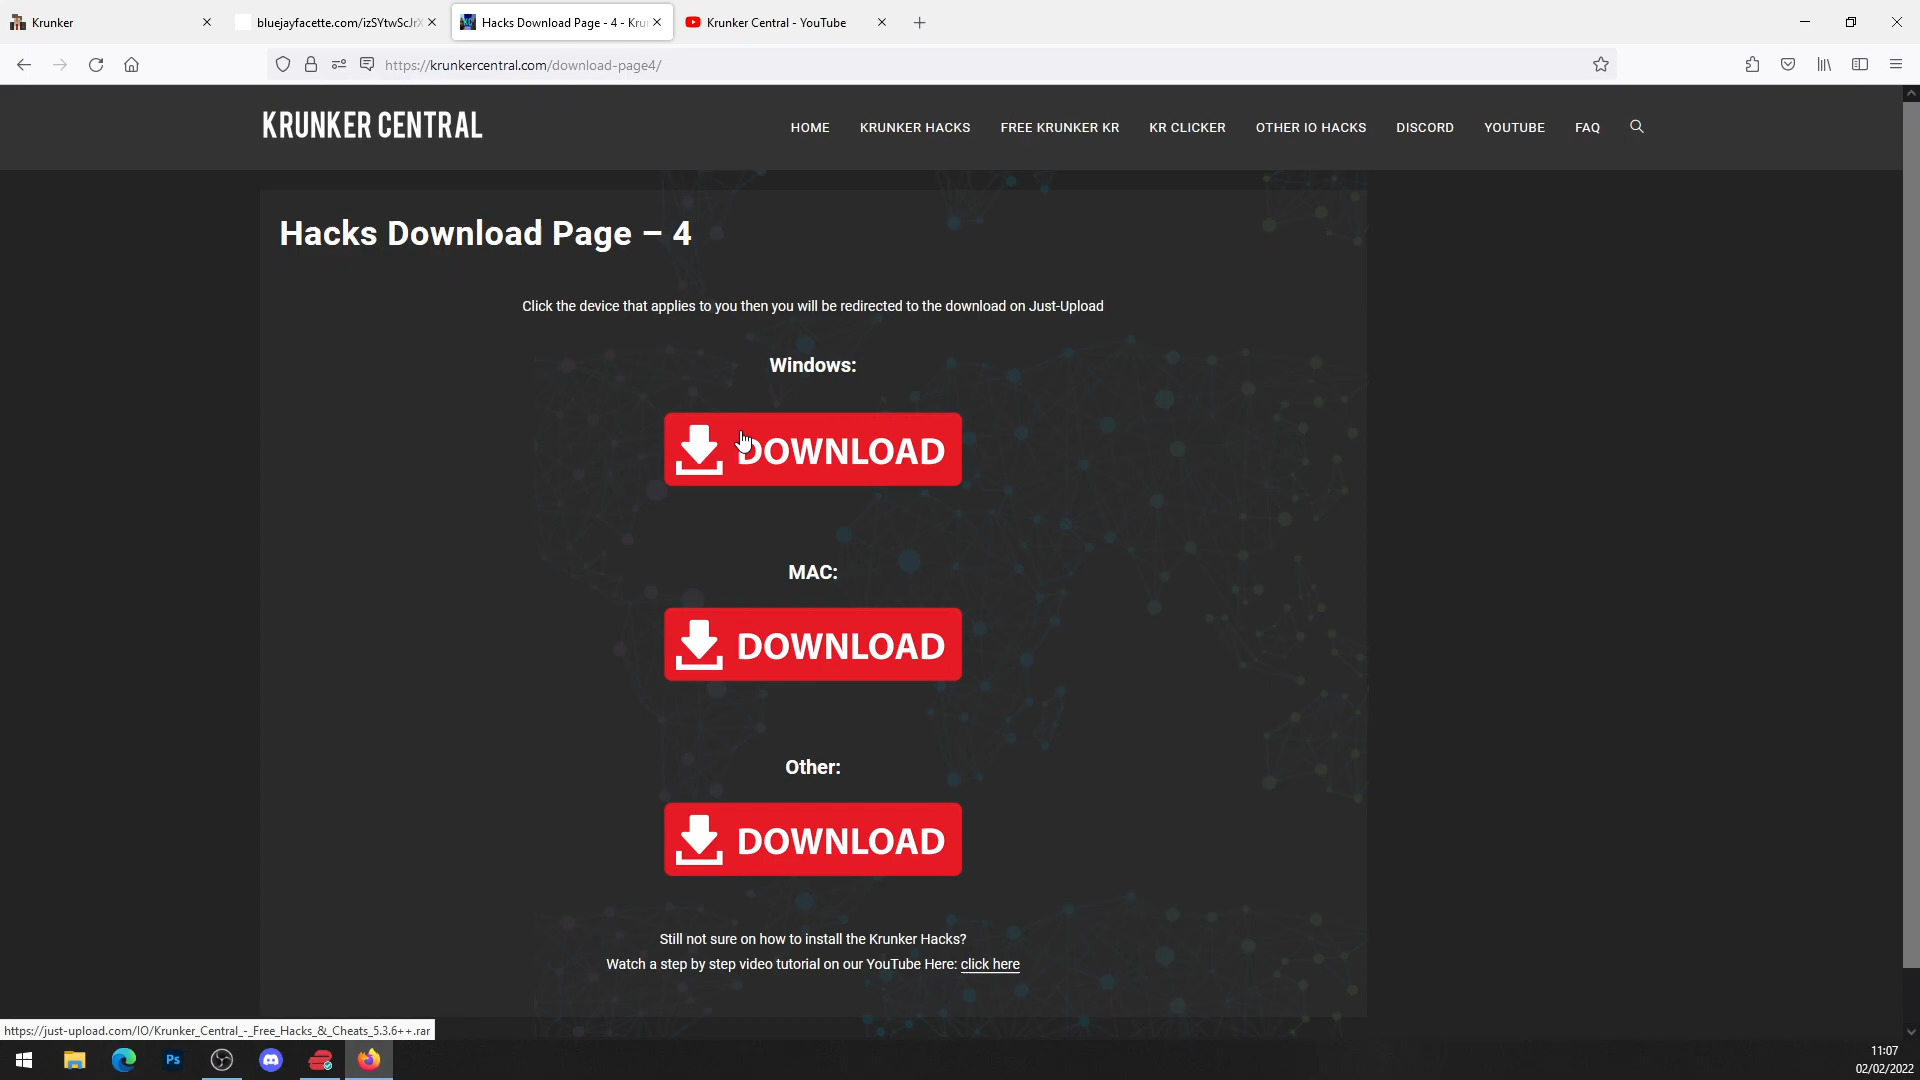 Krunker
bluejayfacette.com/izSYtwScJrX
Hacks Download Page - 4 - Kru
Krunker Central - YouTube
https://krunkercentral.com/download-page4/
KRUNKER CENTRAL
HOME KRUNKER HACKS FREE KRUNKER KR KR CLICKER OTHER IO HACKS DISCORD YOUTUBE FAQ
Hacks Download Page – 4
Click the device that applies to you then you will be redirected to the download on Just-Upload
Windows:
DOWNLOAD
MAC:
DOWNLOAD
Other:
DOWNLOAD
Still not sure on how to install the Krunker Hacks?
Watch a step by step video tutorial on our YouTube Here: click here
https://just-upload.com/IO/Krunker_Central_-_Free_Hacks_&_Cheats_5.3.6++.rar
Ps
11:07
02/02/2022